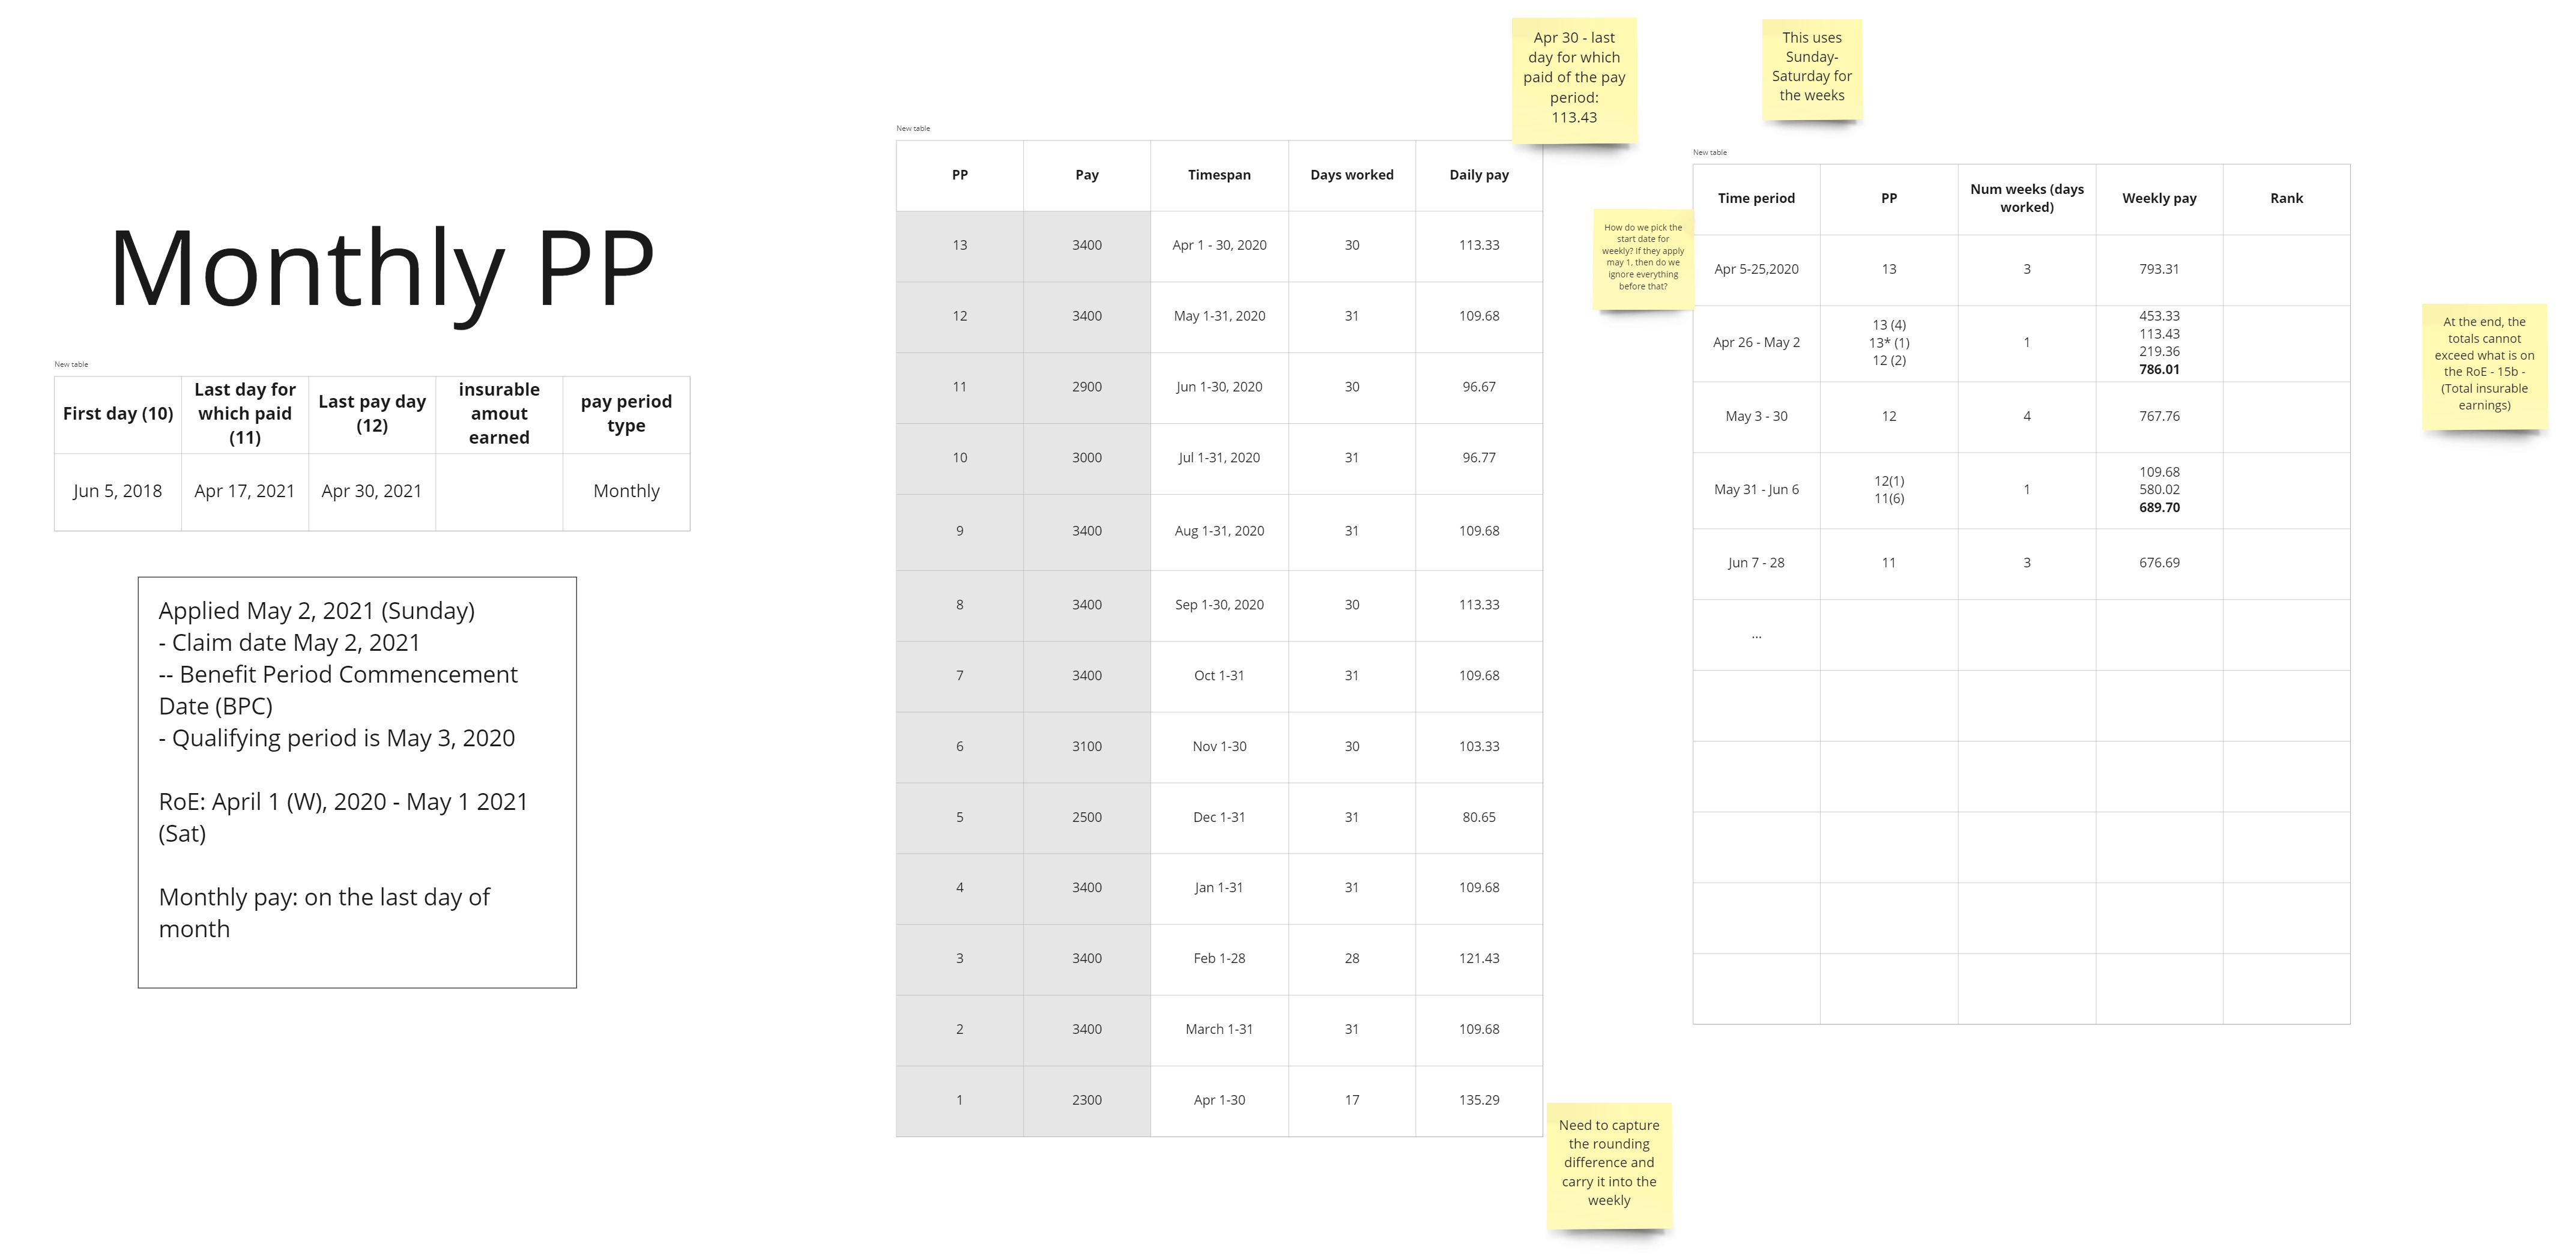 Monthly PP
New table
First day (10)
Last day for
which paid
(11)
Last pay day
(12)
insurable
amout
earned
pay period
type
Jun 5, 2018
Apr 17, 2021
Apr 30, 2021
Monthly
Applied May 2, 2021 (Sunday)
- Claim date May 2, 2021
-- Benefit Period Commencement
Date (BPC)
- Qualifying period is May 3, 2020
RoE: April 1 (W), 2020 - May 1 2021
(Sat)
Monthly pay: on the last day of
month
New table
PP Pay Timespan Days worked Daily pay
13 3400 Apr 1 - 30, 2020 30 113.33
12 3400 May 1-31, 2020 31 109.68
11 2900 Jun 1-30, 2020 30 96.67
10 3000 Jul 1-31, 2020 31 96.77
9 3400 Aug 1-31, 2020 31 109.68
8 3400 Sep 1-30, 2020 30 113.33
7 3400 Oct 1-31 31 109.68
6 3100 Nov 1-30 30 103.33
5 2500 Dec 1-31 31 80.65
4 3400 Jan 1-31 31 109.68
3 3400 Feb 1-28 28 121.43
2 3400 March 1-31 31 109.68
1 2300 Apr 1-30 17 135.29
Apr 30 - last
day for which
paid of the pay
period:
113.43
Need to capture
the rounding
difference and
carry it into the
weekly
This uses
Sunday-
Saturday for
the weeks
How do we pick the
start date for
weekly? If they apply
may 1, then do we
ignore everything
before that?
New table
Time period
PP
Num weeks (days
worked)
Weekly pay
Rank
Apr 5-25,2020 13 3 793.31
Apr 26 - May 2
13 (4)
13* (1)
12 (2)
1
453.33
113.43
219.36
786.01
May 3 - 30 12 4 767.76
May 31 - Jun 6
12(1)
11(6)
1
109.68
580.02
689.70
Jun 7 - 28 11 3 676.69
...
At the end, the
totals cannot
exceed what is on
the RoE - 15b -
(Total insurable
earnings)